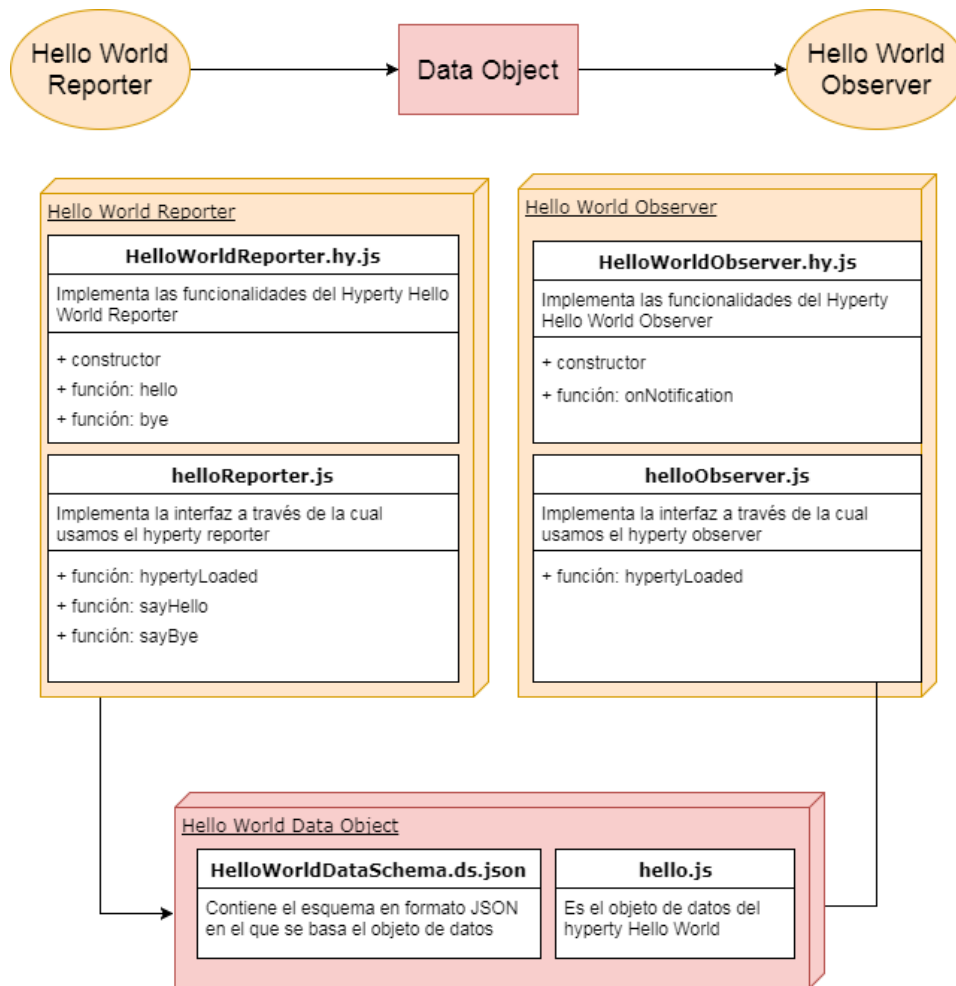 Hello World
Reporter
Data Object
Hello World
Observer
Hello World Reporter
HelloWorldReporter.hy.js
Implementa las funcionalidades del Hyperty Hello
World Reporter
+ constructor
+ función: hello
+ función: bye
helloReporter.js
Implementa la interfaz a través de la cual
usamos el hyperty reporter
+ función: hypertyLoaded
+ función: sayHello
+ función: sayBye
Hello World Observer
HelloWorldObserver.hy.js
Implementa las funcionalidades del Hyperty
Hello World Observer
+ constructor
+ función: onNotification
helloObserver.js
Implementa la interfaz a través de la cual
usamos el hyperty observer
+ función: hypertyLoaded
Hello World Data Object
HelloWorldDataSchema.ds.json
Contiene el esquema en formato JSON
en el que se basa el objeto de datos
hello.js
Es el objeto de datos del
hyperty Hello World